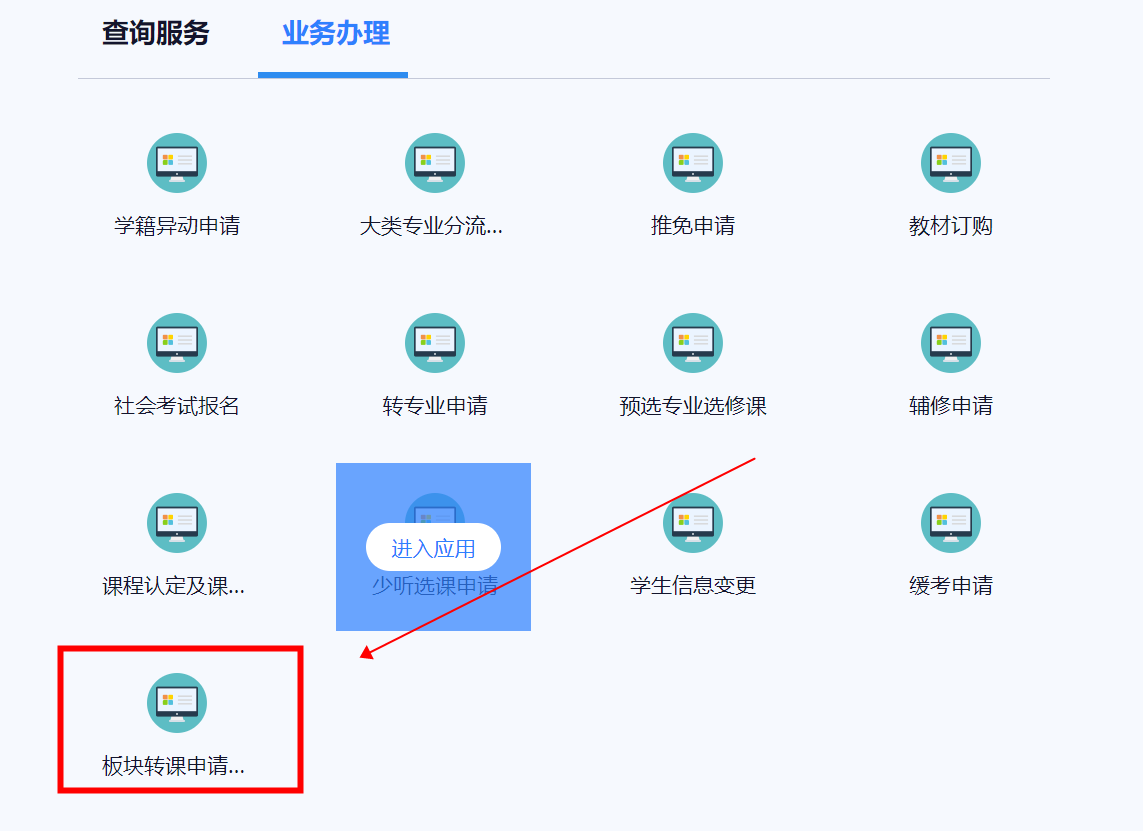 查询服务
业务办理
学籍异动申请
大类专业分流...
推免申请
教材订购
社会考试报名
转专业申请
预选专业选修课
辅修申请
课程认定及课...
进入应用
少听选课申请
学生信息变更
缓考申请
板块转课申请...